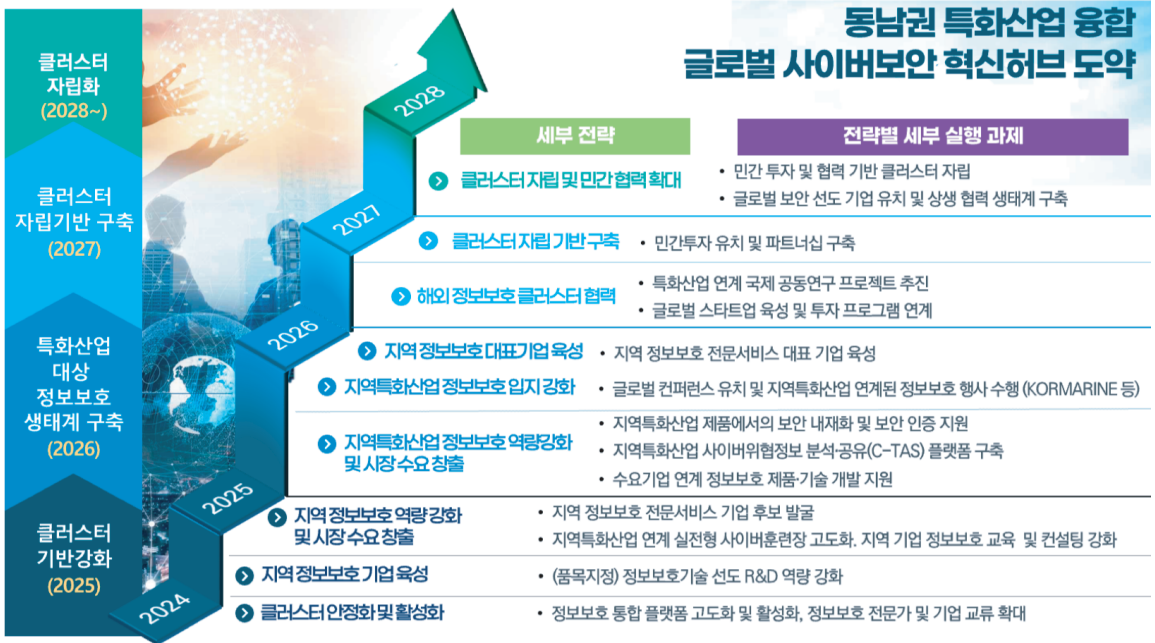 동남권 특화산업 융합
글로벌 사이버보안 혁신허브 도약
클러스터
자립화
(2028~)
클러스터
자립기반 구축
(2027)
특화산업
대상
정보보호
생태계 구축
(2026)
클러스터
기반강화
(2025)
2028
2027
2026
2025
2024
세부 전략
전략별 세부 실행 과제
클러스터 자립 및 민간 협력 확대
• 민간 투자 및 협력 기반 클러스터 자립
• 글로벌 보안 선도 기업 유치 및 상생 협력 생태계 구축
클러스터 자립 기반 구축
• 민간투자 유치 및 파트너십 구축
해외 정보보호 클러스터 협력
• 특화산업 연계 국제 공동연구 프로젝트 추진
• 글로벌 스타트업 육성 및 투자 프로그램 연계
지역 정보보호 대표기업 육성
• 지역 정보보호 전문서비스 대표 기업 육성
지역특화산업 정보보호 입지 강화
• 글로벌 컨퍼런스 유치 및 지역특화산업 연계된 정보보호 행사 수행 (KORMARINE 등)
지역특화산업 정보보호 역량강화
및 시장 수요 창출
• 지역특화산업 제품에서의 보안 내재화 및 보안 인증 지원
• 지역특화산업 사이버위협정보 분석·공유(C-TAS) 플랫폼 구축
• 수요기업 연계 정보보호 제품·기술 개발 지원
지역 정보보호 역량 강화
및 시장 수요 창출
• 지역 정보보호 전문서비스 기업 후보 발굴
• 지역특화산업 연계 실전형 사이버훈련장 고도화. 지역 기업 정보보호 교육 및 컨설팅 강화
지역 정보보호 기업 육성
• (품목지정) 정보보호기술 선도 R&D 역량 강화
클러스터 안정화 및 활성화
• 정보보호 통합 플랫폼 고도화 및 활성화, 정보보호 전문가 및 기업 교류 확대